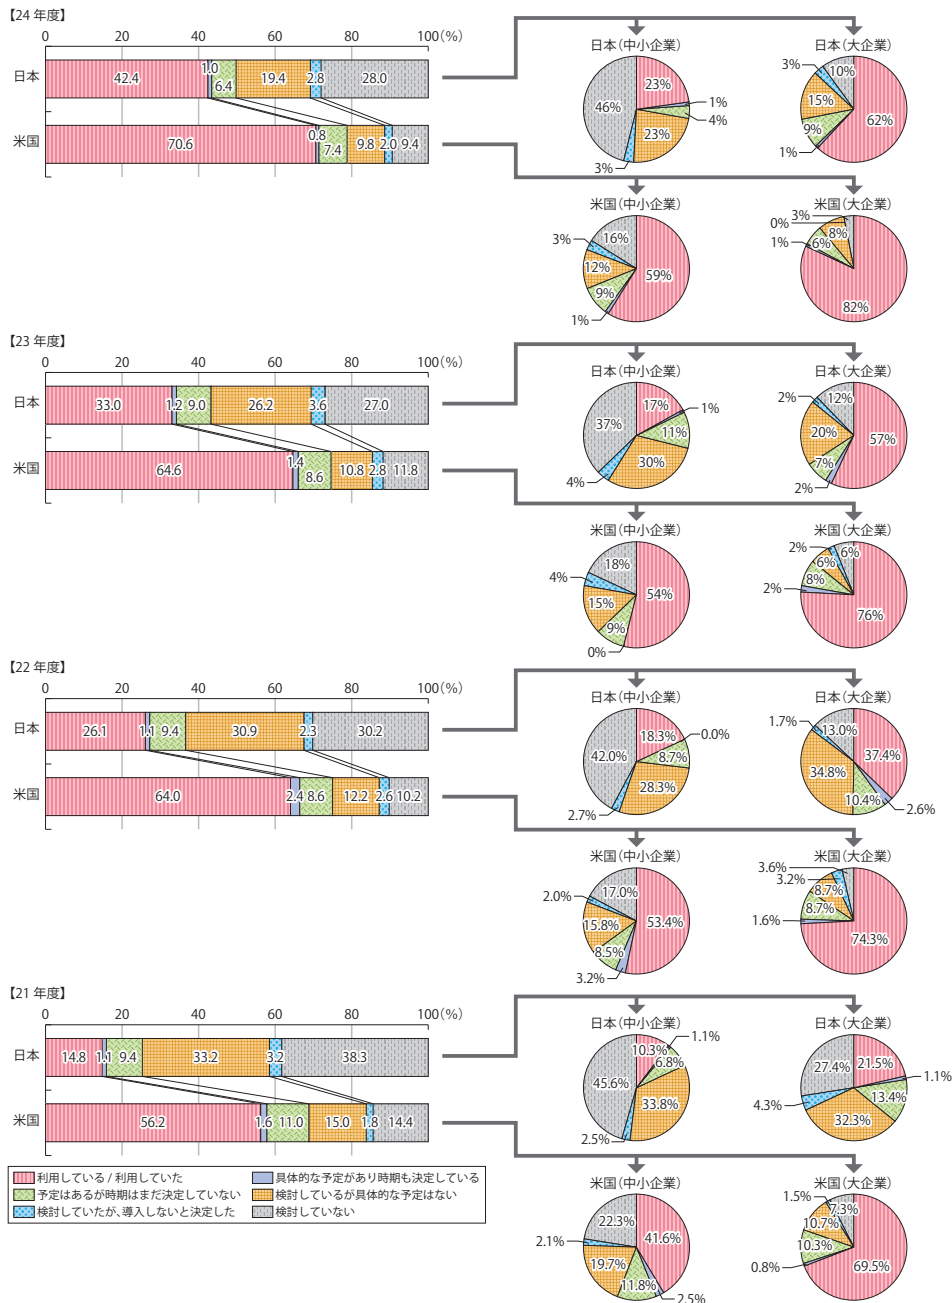 【24 年度】
0 20 40 60 80 100(%)
日本 42.4 1.0 6.4 19.4 2.8 28.0
米国 70.6 0.8 7.4 9.8 2.0 9.4
日本（中小企業）
23% 1% 4% 23% 3% 46%
日本（大企業）
62% 1% 9% 15% 3% 10%
米国（中小企業）
59% 1% 9% 12% 3% 16%
米国（大企業）
82% 1% 6% 8% 0% 3%
【23 年度】
0 20 40 60 80 100(%)
日本 33.0 1.2 9.0 26.2 3.6 27.0
米国 64.6 1.4 8.6 10.8 2.8 11.8
日本（中小企業）
17% 1% 11% 30% 4% 37%
日本（大企業）
57% 2% 7% 20% 2% 12%
米国（中小企業）
54% 0% 9% 15% 4% 18%
米国（大企業）
76% 2% 8% 6% 2% 6%
【22 年度】
0 20 40 60 80 100(%)
日本 26.1 1.1 9.4 30.9 2.3 30.2
米国 64.0 2.4 8.6 12.2 2.6 10.2
日本（中小企業）
18.3% 0.0% 8.7% 28.3% 2.7% 42.0%
日本（大企業）
37.4% 2.6% 10.4% 34.8% 1.7% 13.0%
米国（中小企業）
53.4% 3.2% 8.5% 15.8% 2.0% 17.0%
米国（大企業）
74.3% 1.6% 8.7% 8.7% 3.2% 3.6%
【21 年度】
0 20 40 60 80 100(%)
日本 14.8 1.1 9.4 33.2 3.2 38.3
米国 56.2 1.6 11.0 15.0 1.8 14.4
日本（中小企業）
10.3% 1.1% 6.8% 33.8% 2.5% 45.6%
日本（大企業）
21.5% 1.1% 13.4% 32.3% 4.3% 27.4%
米国（中小企業）
41.6% 2.5% 11.8% 19.7% 2.1% 22.3%
米国（大企業）
69.5% 0.8% 10.3% 10.7% 1.5% 7.3%
利用している / 利用していた 具体的な予定があり時期も決定している
予定はあるが時期はまだ決定していない 検討しているが具体的な予定はない
検討していたが、導入しないと決定した 検討していない